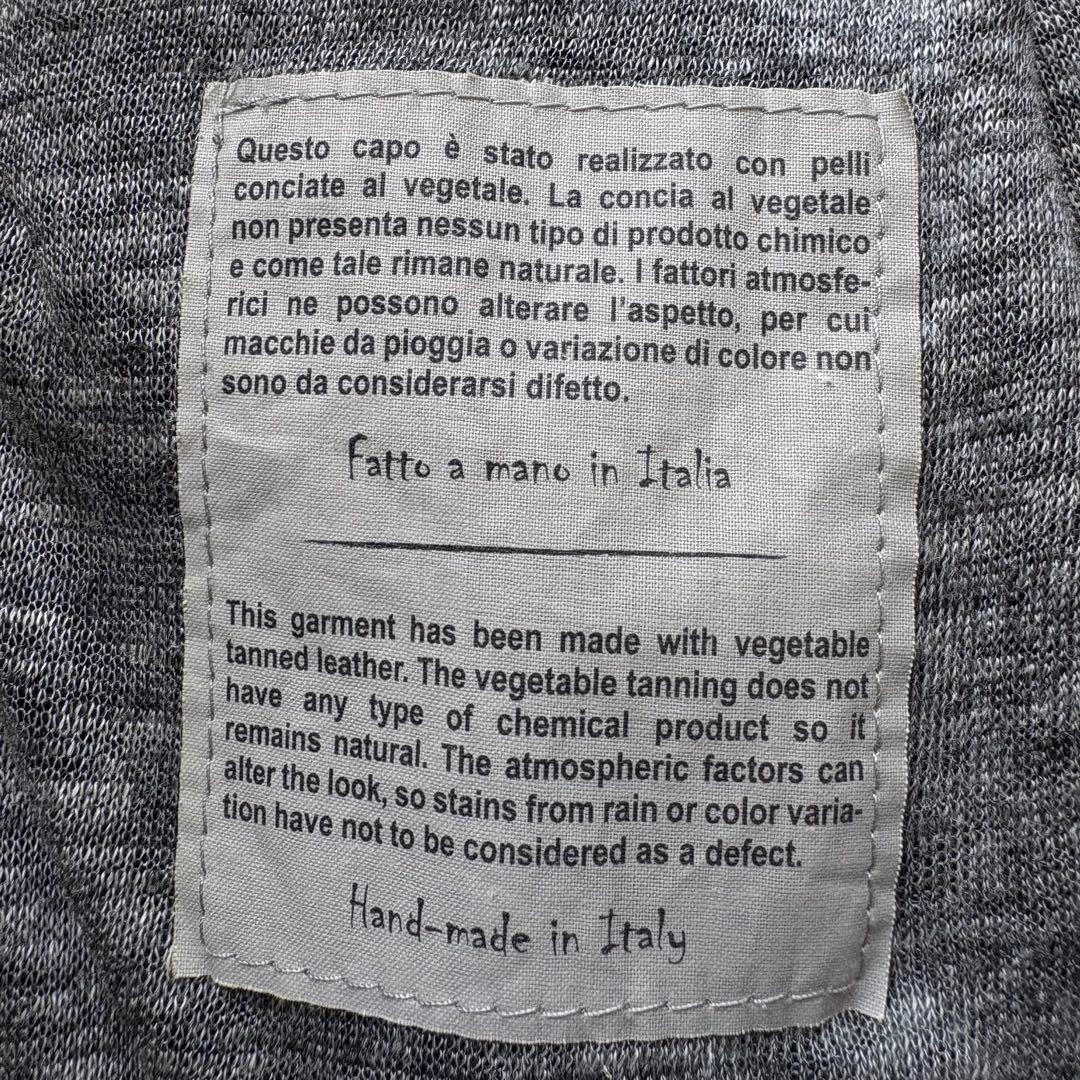 Questo capo è stato realizzato con pelli
conciate al vegetale. La concia al vegetale
non presenta nessun tipo di prodotto chimico
e come tale rimane naturale. I fattori atmosfe-
rici ne possono alterare l'aspetto, per cui
macchie da pioggia o variazione di colore non
sono da considerarsi difetto.
Fatto a mano in Italia
This garment has been made with vegetable
tanned leather. The vegetable tanning does not
have any type of chemical product so it
remains natural. The atmospheric factors can
alter the look, so stains from rain or color varia-
tion have not to be considered as a defect.
Hand-made in Italy